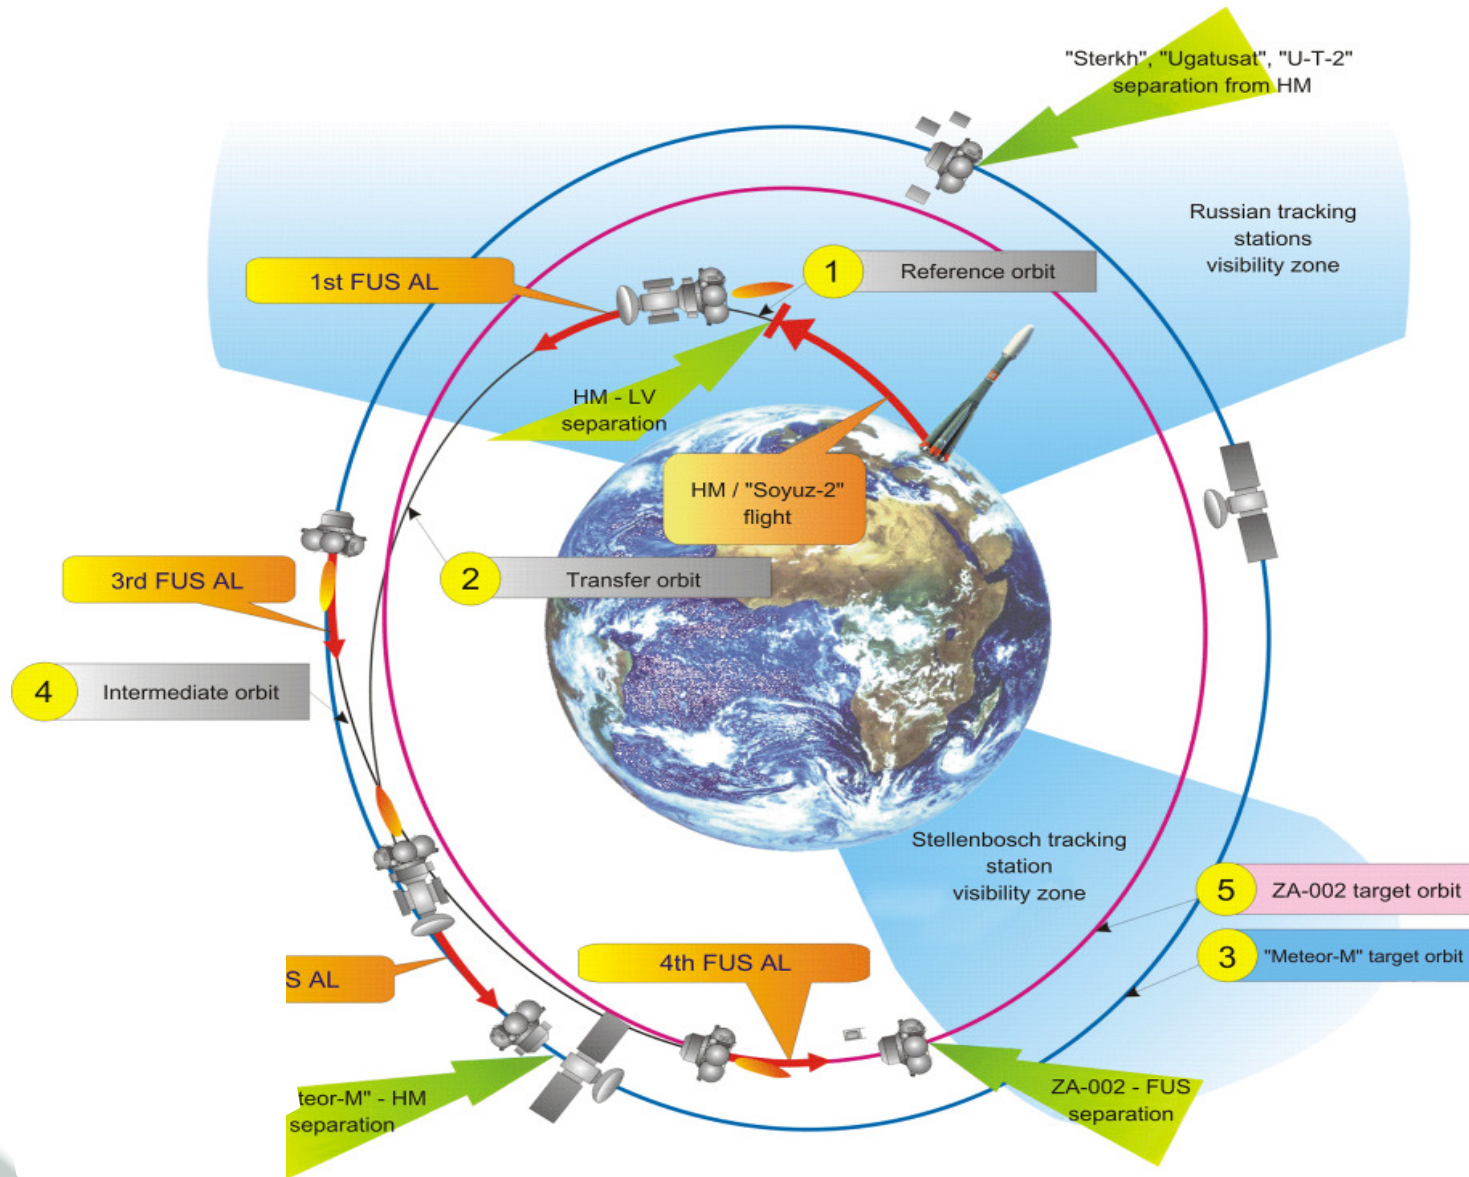 "Sterkh", "Ugatusat", "U-T-2"
separation from HM
Russian tracking
stations
visibility zone
1
Reference orbit
1st FUS AL
HM - LV
separation
HM / "Soyuz-2"
flight
2
Transfer orbit
3rd FUS AL
4
Intermediate orbit
Stellenbosch tracking
station
visibility zone
5
ZA-002 target orbit
3
"Meteor-M" target orbit
4th FUS AL
S AL
teor-M" - HM
separation
ZA-002 - FUS
separation